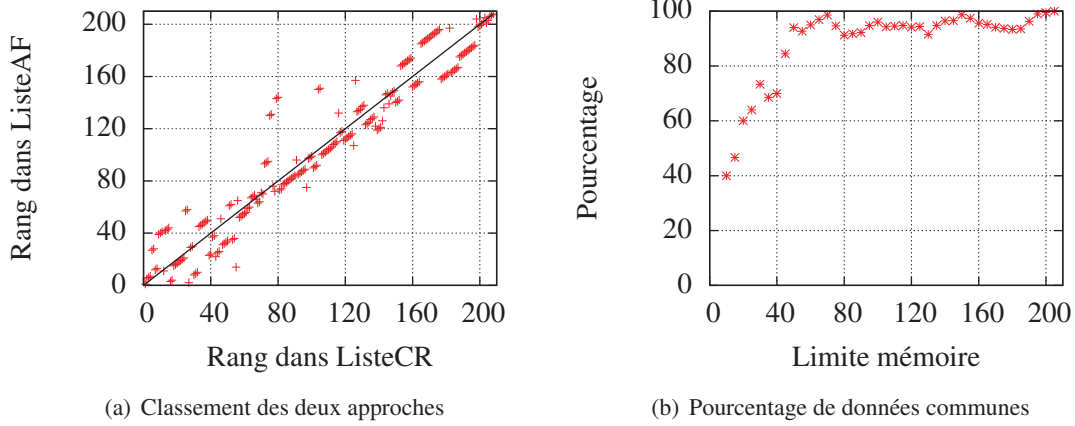 200
160
120
80
40
0
Rang dans ListeAF
0 40 80 120 160 200
Rang dans ListeCR
(a) Classement des deux approches
100
80
60
40
20
0
Pourcentage
0 40 80 120 160 200
Limite mémoire
(b) Pourcentage de données communes